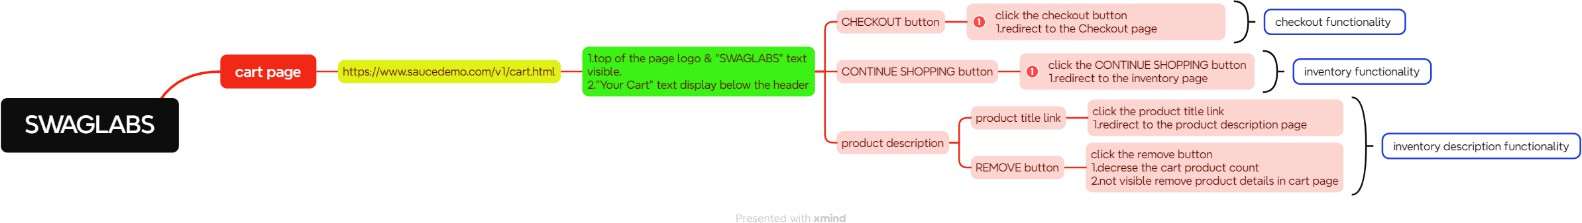 SWAGLABS
cart page
https://www.saucedemo.com/v1/cart.html
1.top of the page logo & "SWAGLABS" text
visible.
2."Your Cart" text display below the header
CHECKOUT button
1
click the checkout button
1.redirect to the Checkout page
checkout functionality
CONTINUE SHOPPING button
1
click the CONTINUE SHOPPING button
1.redirect to the inventory page
inventory functionality
product description
product title link
click the product title link
1.redirect to the product description page
REMOVE button
click the remove button
1.decrese the cart product count
2.not visible remove product details in cart page
inventory description functionality
Presented with xmind